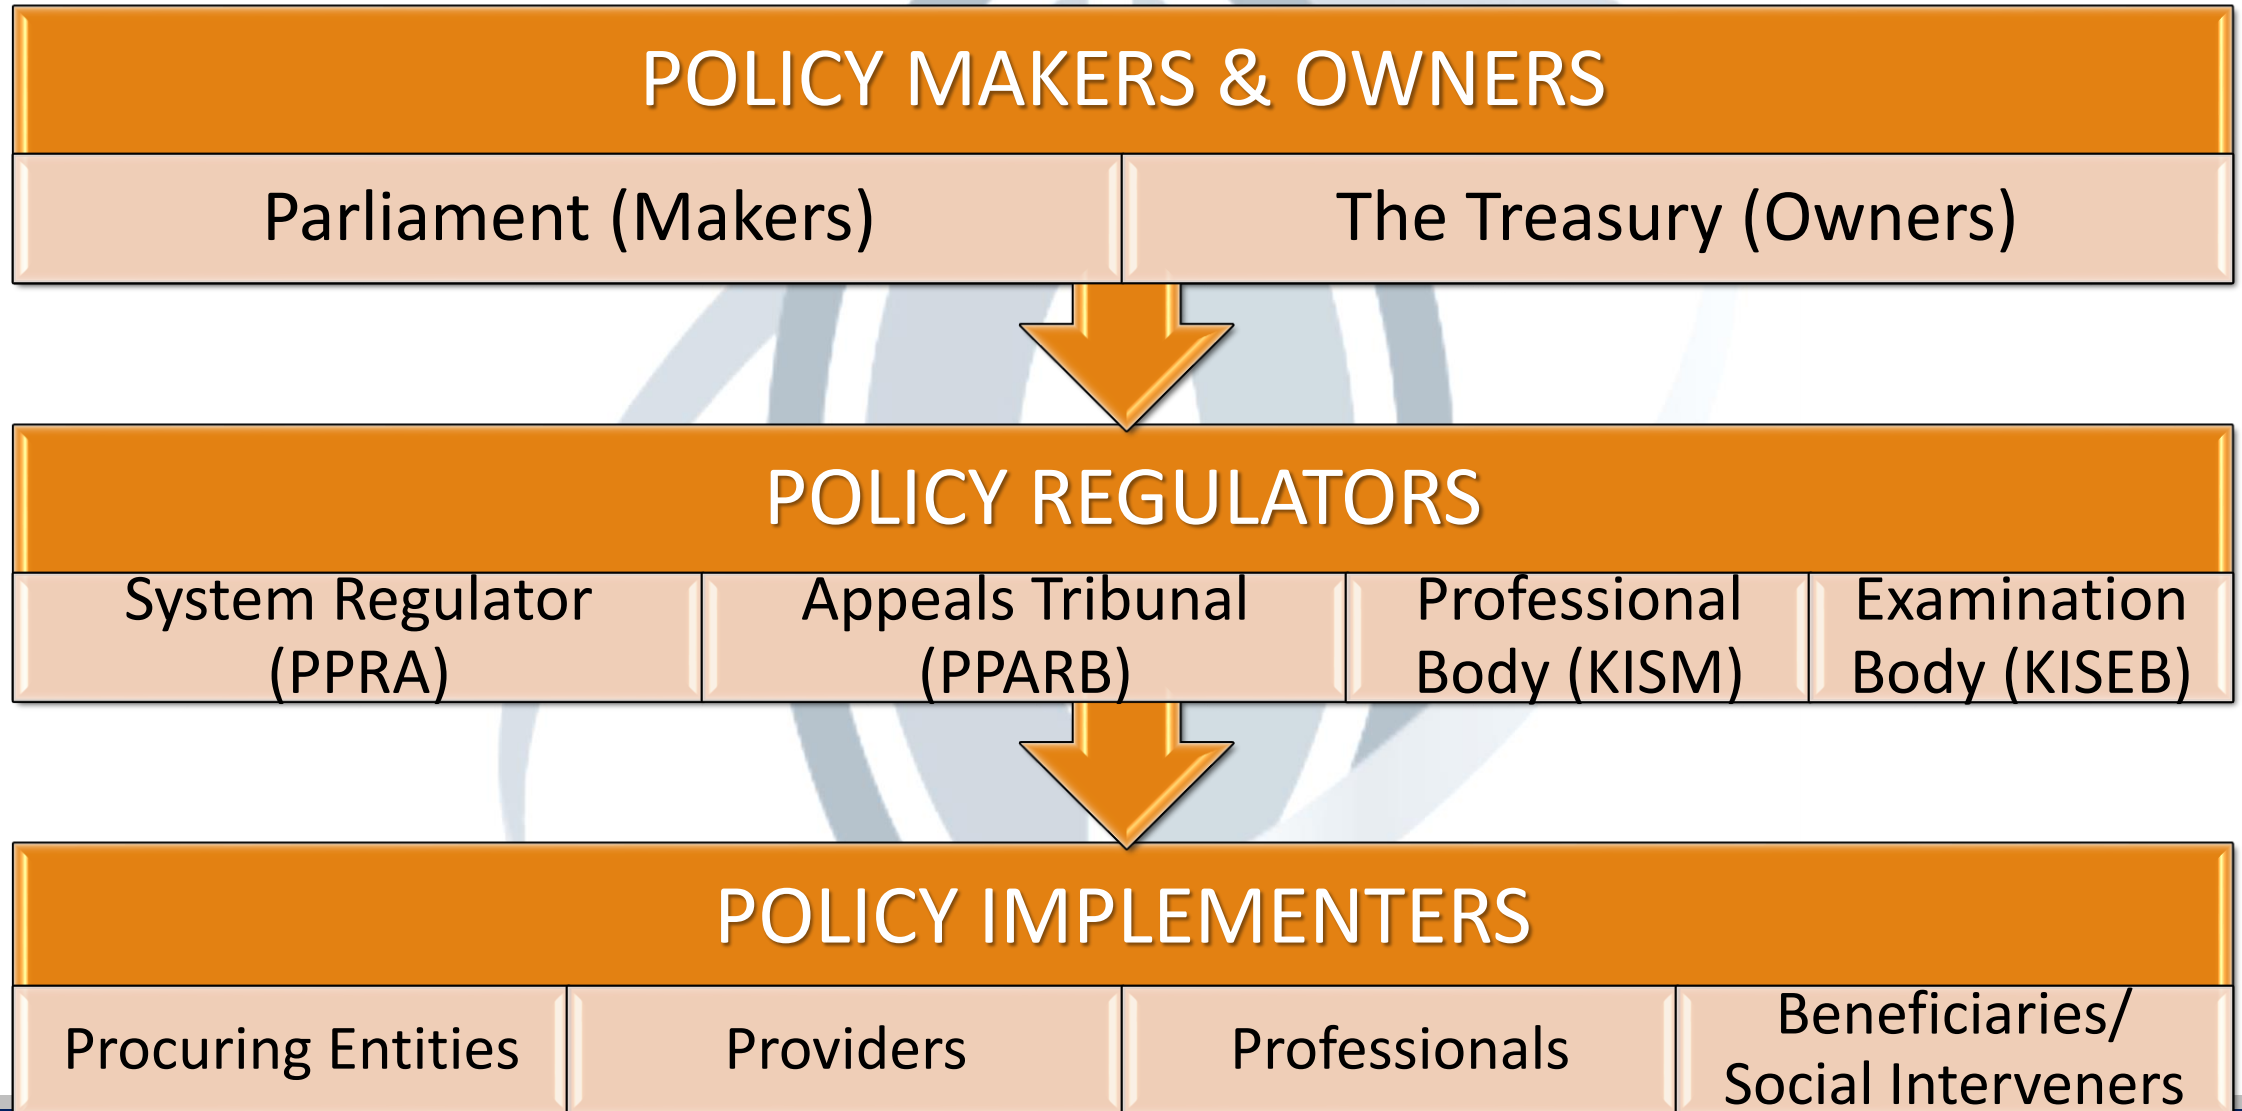 POLICY MAKERS & OWNERS
Parliament (Makers)
The Treasury (Owners)
POLICY REGULATORS
System Regulator
(PPRA)
Appeals Tribunal
(PPARB)
Professional
Body (KISM)
Examination
Body (KISEB)
POLICY IMPLEMENTERS
Procuring Entities
Providers
Professionals
Beneficiaries/
Social Interveners